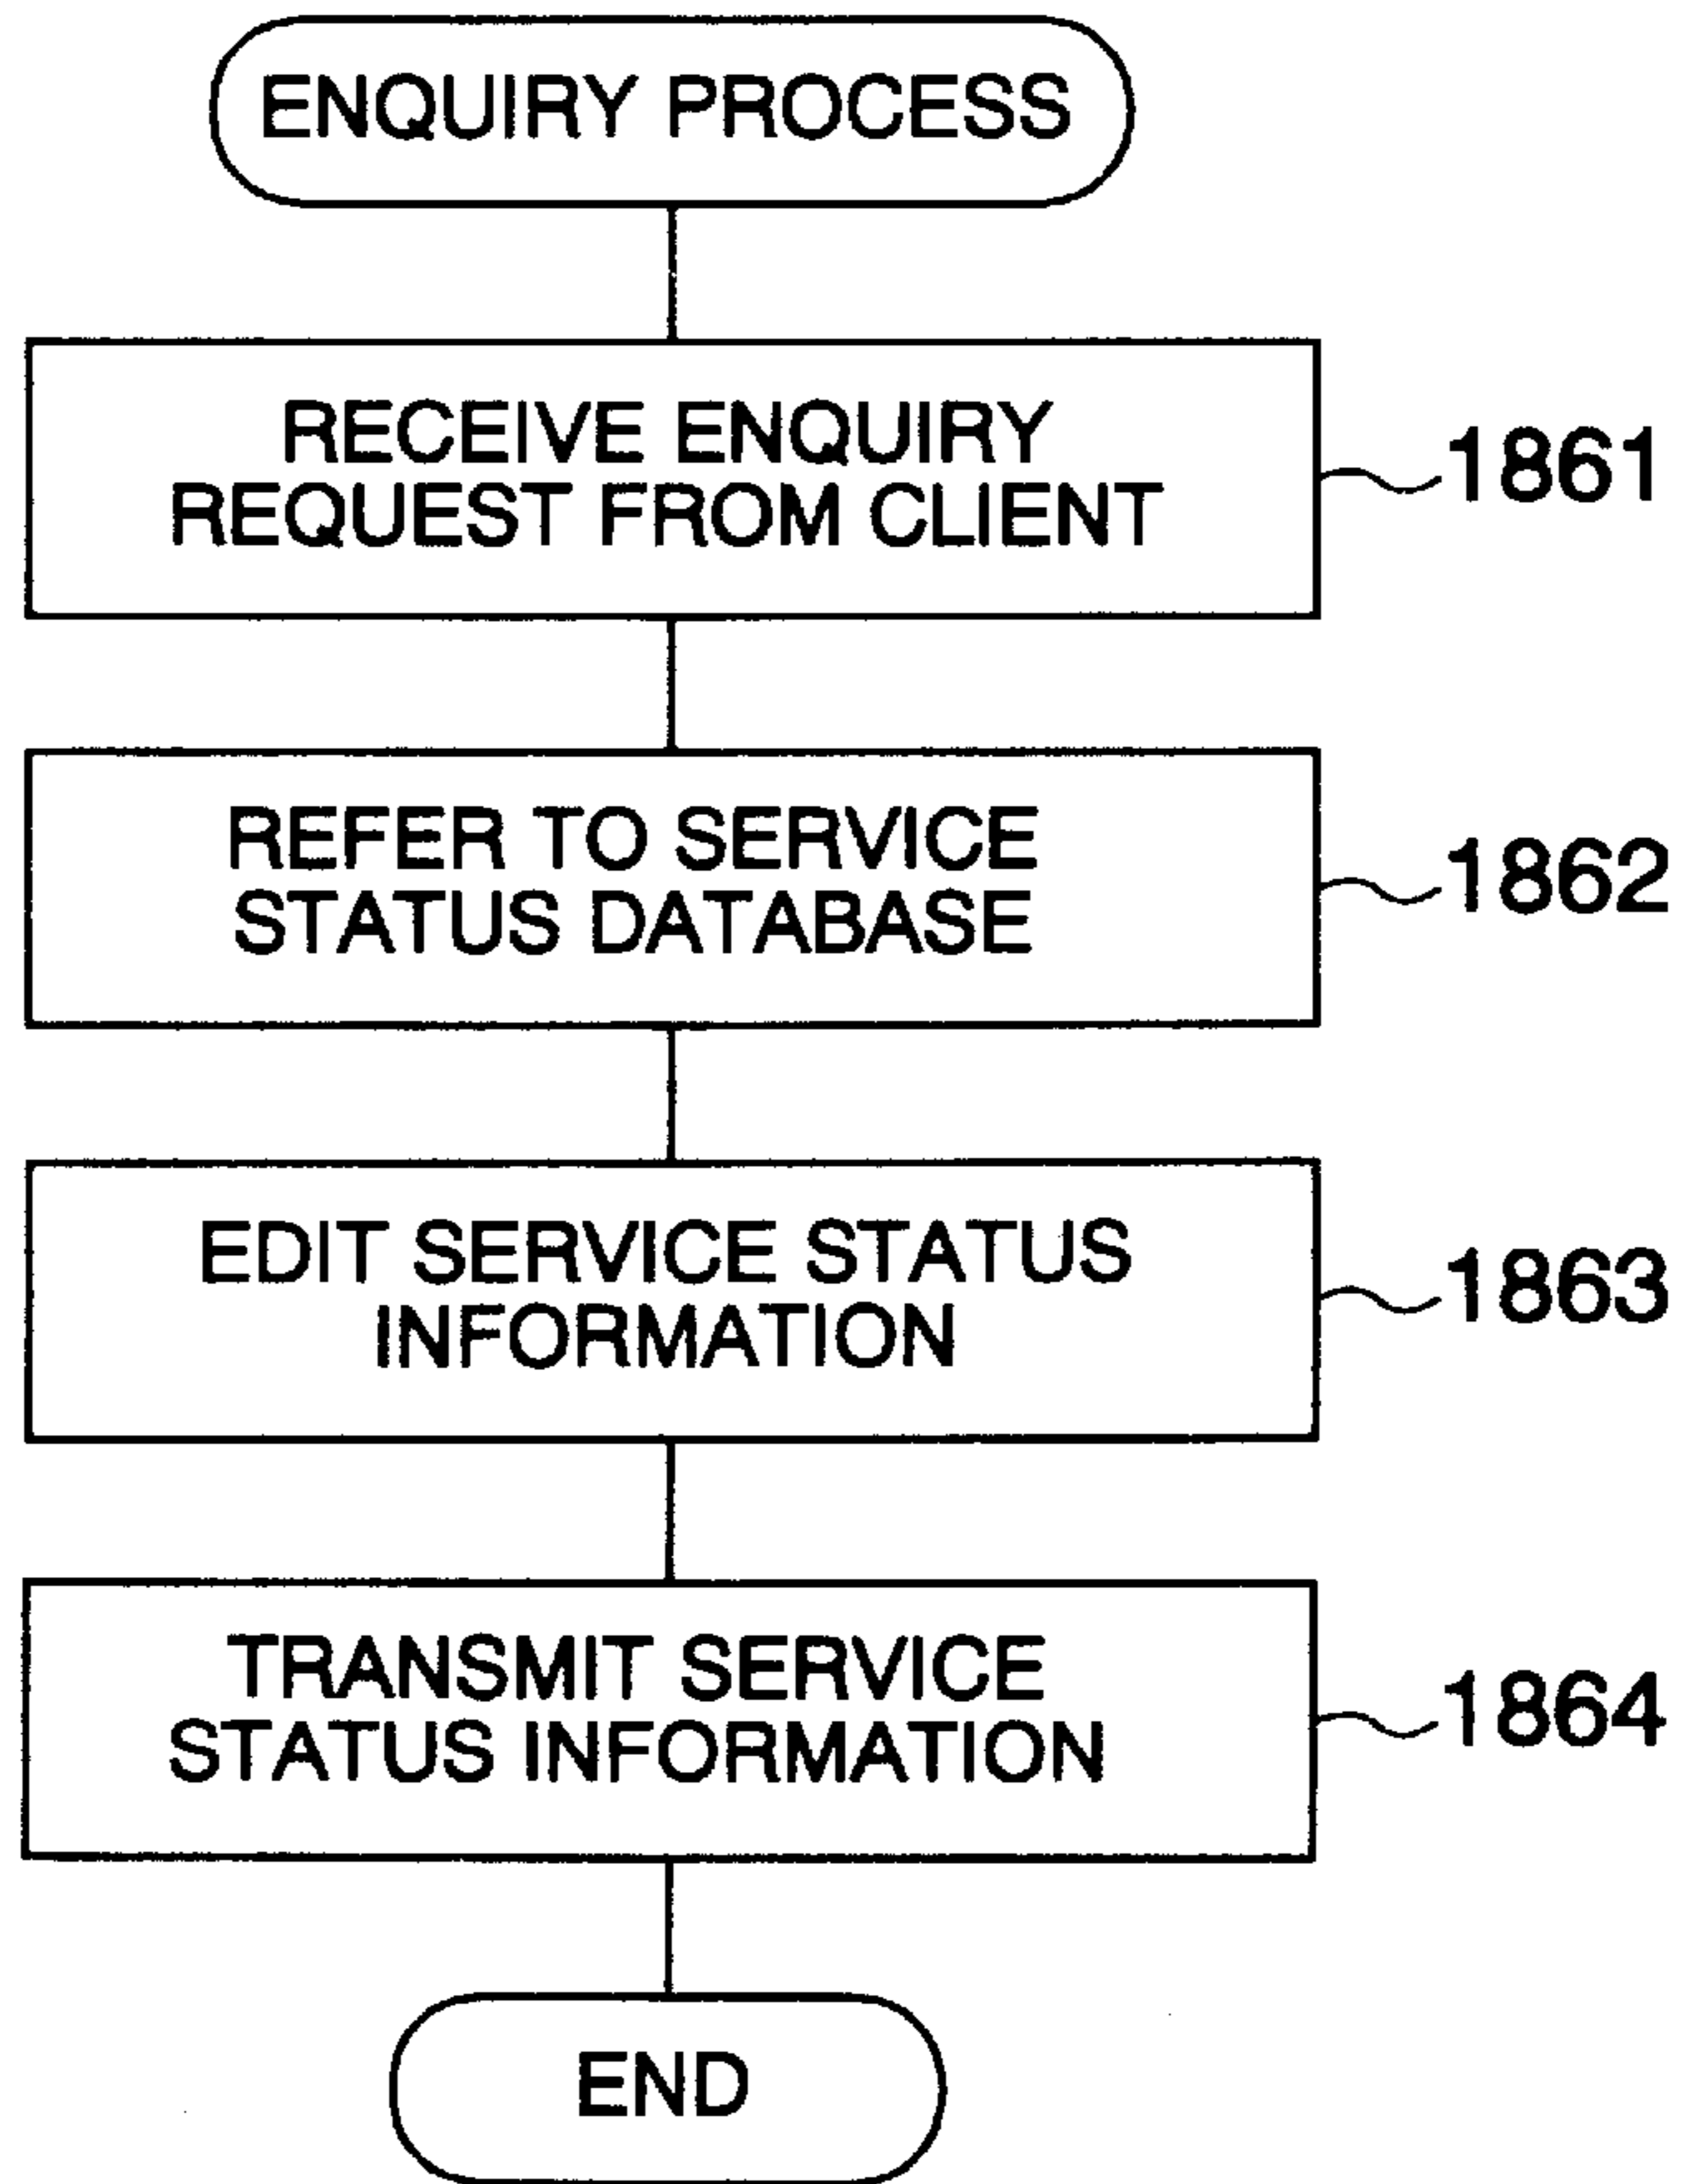 ENQUIRY PROCESS
RECEIVE ENQUIRY
REQUEST FROM CLIENT
1861
REFER TO SERVICE
STATUS DATABASE
1862
EDIT SERVICE STATUS
INFORMATION
1863
TRANSMIT SERVICE
STATUS INFORMATION
1864
END